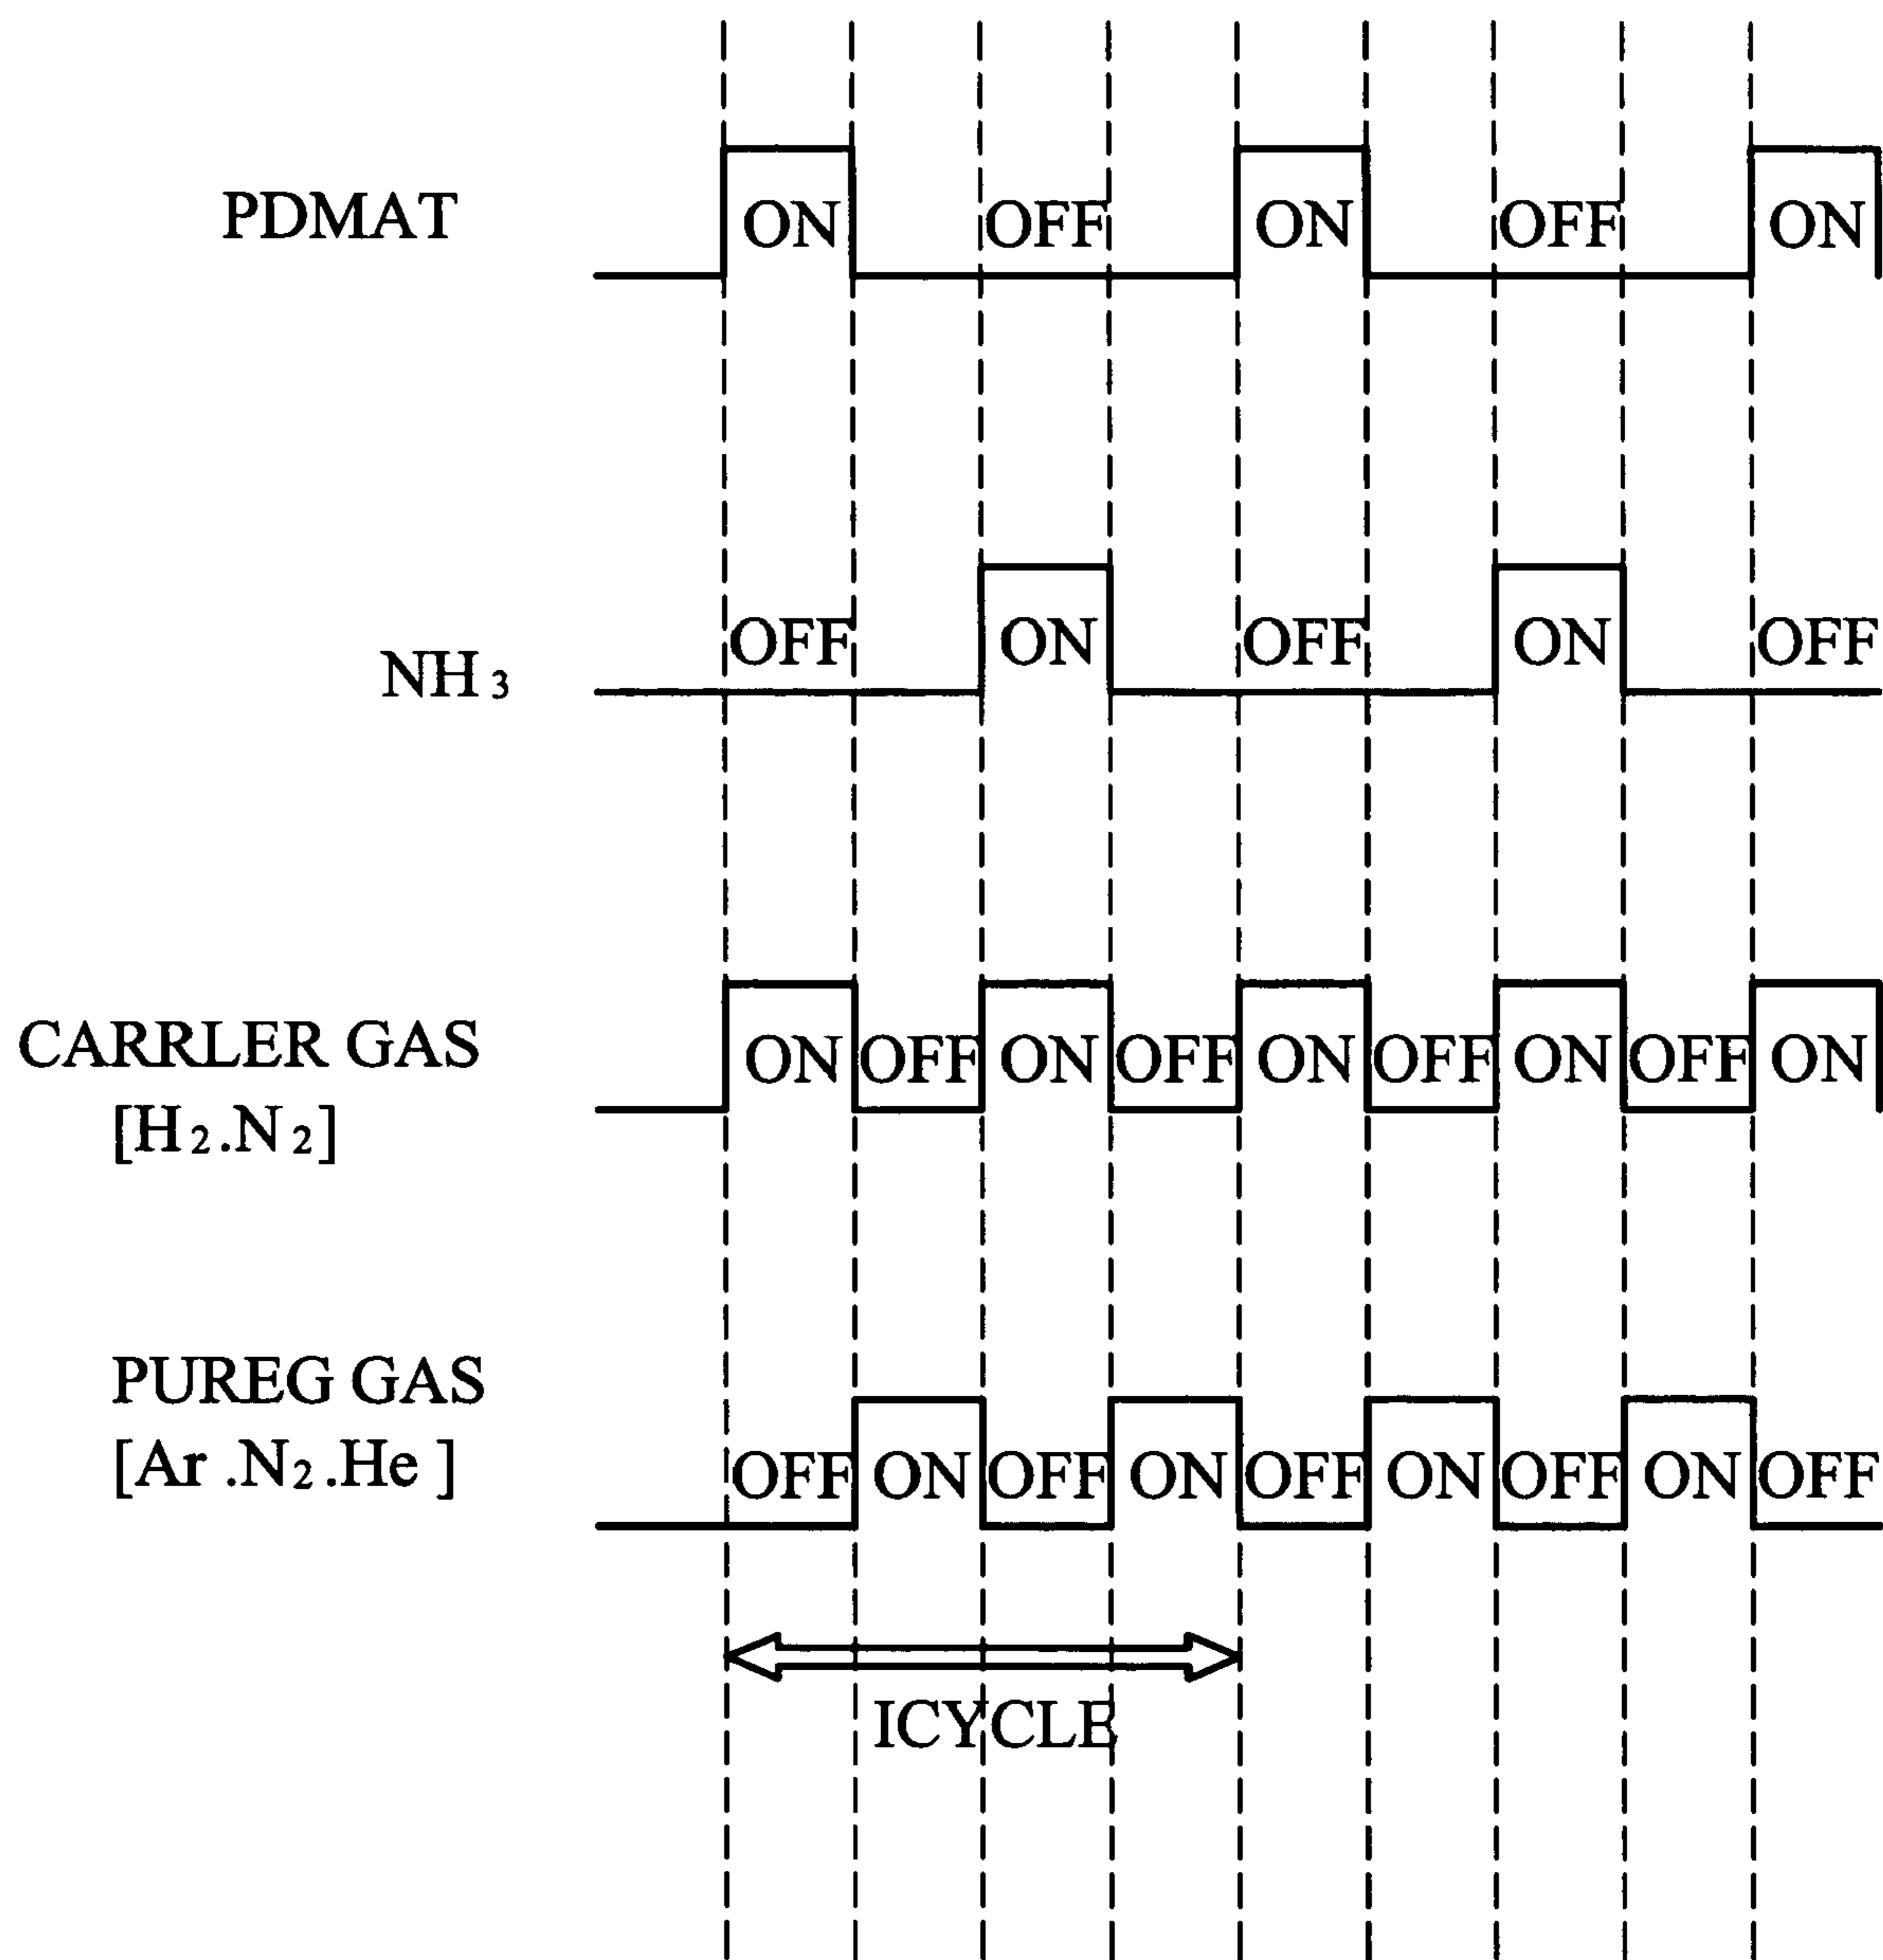 PDMAT
ON OFF ON OFF ON
NH₃
OFF ON OFF ON OFF
CARRLER GAS
[H₂.N₂]
ON OFF ON OFF ON OFF ON OFF ON
PUREG GAS
[Ar .N₂.He ]
OFF ON OFF ON OFF ON OFF ON OFF
ICYCLE